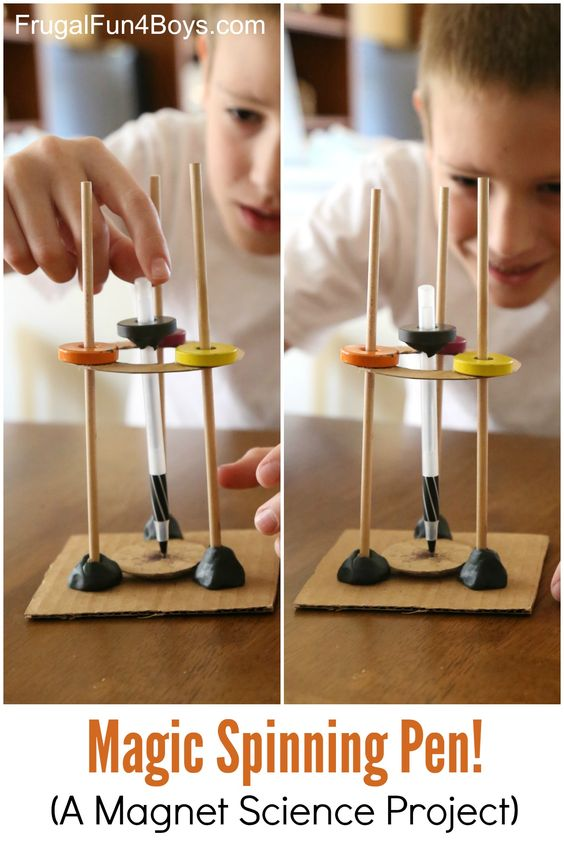 FrugalFun4Boys.com
Magic Spinning Pen!
(A Magnet Science Project)